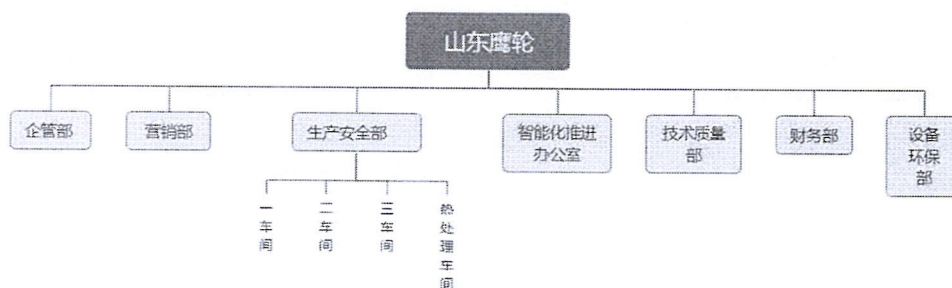 山东鹰轮
企管部
营销部
生产安全部
智能化推进
办公室
技术质量
部
财务部
设备
环保
部
一车间
二车间
三车间
热处理车间